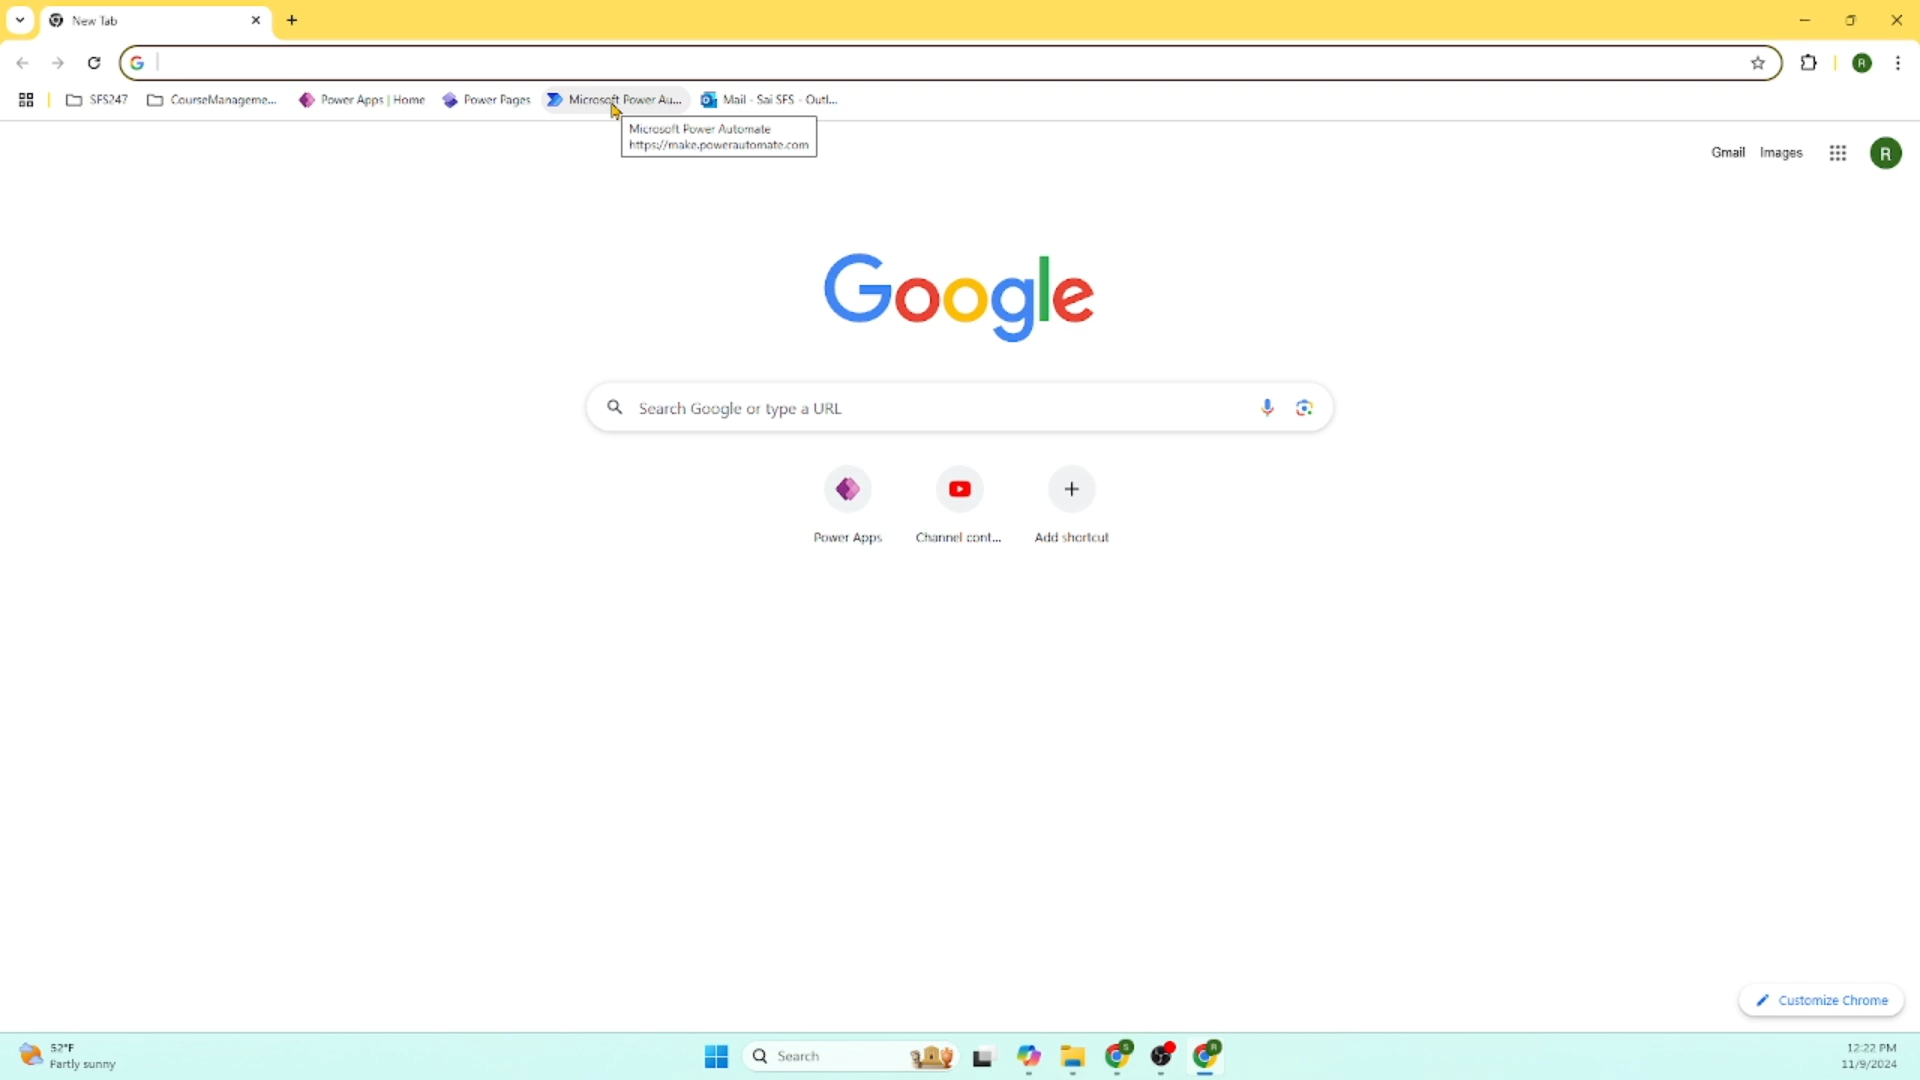 New Tab
SFS247
CourseManageme...
Power Apps | Home
Power Pages
Microsoft Power Au...
Mail - Sai SFS - Outl...
Microsoft Power Automate
https://make.powerautomate.com
Gmail
Images
R
R
Google
Search Google or type a URL
Power Apps
Channel cont...
Add shortcut
Customize Chrome
52°F
Partly sunny
Search
S
R
12:22 PM
11/9/2024